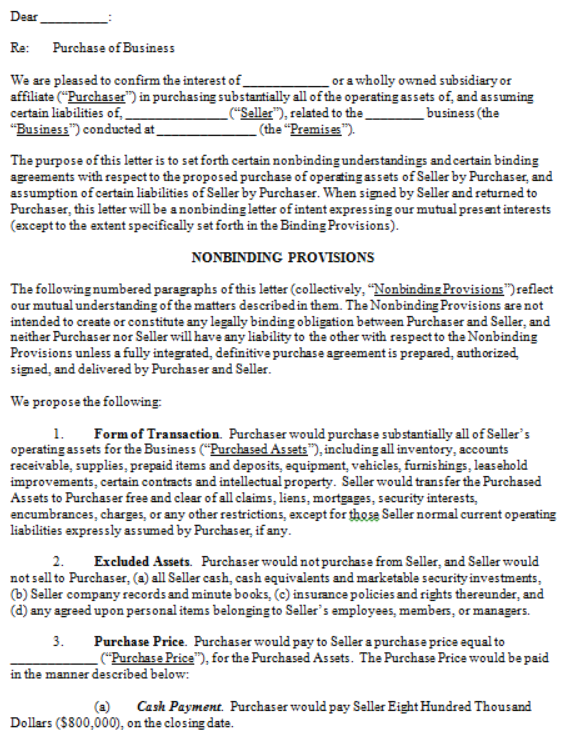 Dear __________:
Re: Purchase of Business
We are pleased to confirm the interest of _____________ or a wholly owned subsidiary or
affiliate (“Purchaser”) in purchasing substantially all of the operating assets of, and assuming
certain liabilities of, _______________ (“Seller”), related to the _________ business (the
“Business”) conducted at _______________ (the “Premises”).
The purpose of this letter is to set forth certain nonbinding understandings and certain binding
agreements with respect to the proposed purchase of operating assets of Seller by Purchaser, and
assumption of certain liabilities of Seller by Purchaser. When signed by Seller and returned to
Purchaser, this letter will be a nonbinding letter of intent expressing our mutual present interests
(except to the extent specifically set forth in the Binding Provisions).
NONBINDING PROVISIONS
The following numbered paragraphs of this letter (collectively, “Nonbinding Provisions”) reflect
our mutual understanding of the matters described in them. The Nonbinding Provisions are not
intended to create or constitute any legally binding obligation between Purchaser and Seller, and
neither Purchaser nor Seller will have any liability to the other with respect to the Nonbinding
Provisions unless a fully integrated, definitive purchase agreement is prepared, authorized,
signed, and delivered by Purchaser and Seller.
We propose the following:
1. Form of Transaction. Purchaser would purchase substantially all of Seller’s
operating assets for the Business (“Purchased Assets”), including all inventory, accounts
receivable, supplies, prepaid items and deposits, equipment, vehicles, furnishings, leasehold
improvements, certain contracts and intellectual property. Seller would transfer the Purchased
Assets to Purchaser free and clear of all claims, liens, mortgages, security interests,
encumbrances, charges, or any other restrictions, except for those Seller normal current operating
liabilities expressly assumed by Purchaser, if any.
2. Excluded Assets. Purchaser would not purchase from Seller, and Seller would
not sell to Purchaser, (a) all Seller cash, cash equivalents and marketable security investments,
(b) Seller company records and minute books, (c) insurance policies and rights thereunder, and
(d) any agreed upon personal items belonging to Seller’s employees, members, or managers.
3. Purchase Price. Purchaser would pay to Seller a purchase price equal to
_____________ (“Purchase Price”), for the Purchased Assets. The Purchase Price would be paid
in the manner described below:
(a) Cash Payment. Purchaser would pay Seller Eight Hundred Thousand
Dollars ($800,000), on the closing date.